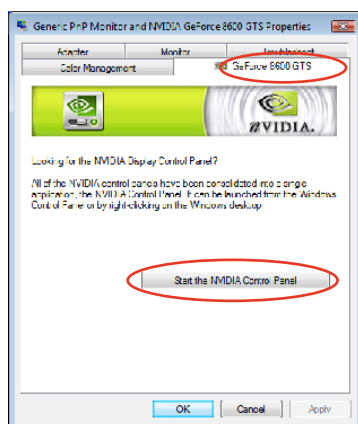 Generic PnP Monitor and NVIDIA GeForce 8600 GTS Properties
Adapter Monitor Troubleshoot
Color Management GeForce 8600 GTS
NVIDIA.
Looking for the NVIDIA Display Control Panel?
All of the NVIDIA control panels have been consolidated into a single
application, the NVIDIA Control Panel. It can be launched from the Windows
Control Panel or by right-clicking on the Windows desktop.
Start the NVIDIA Control Panel
OK Cancel Apply